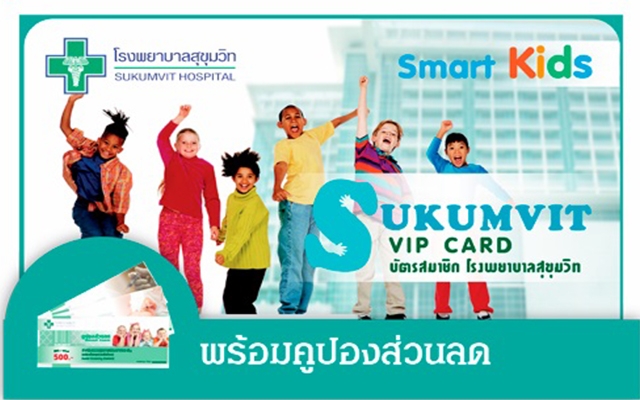 โรงพยาบาลสุขุมวิท
SUKUMVIT HOSPITAL
Smart Kids
SUKUMVIT
VIP CARD
บัตรสมาชิก โรงพยาบาลสุขุมวิท
500.-
พร้อมคูปองส่วนลด